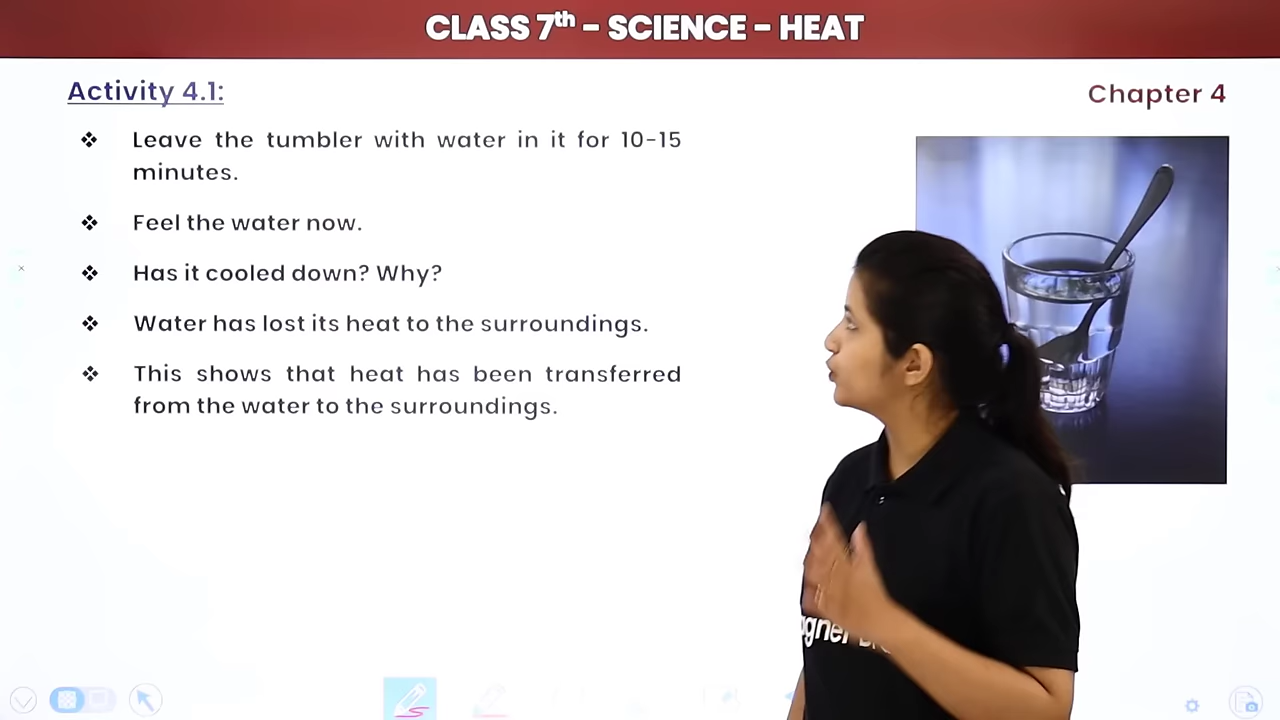 CLASS 7th - SCIENCE - HEAT
Activity 4.1:
Chapter 4
❖ Leave the tumbler with water in it for 10-15
minutes.
❖ Feel the water now.
❖ Has it cooled down? Why?
❖ Water has lost its heat to the surroundings.
❖ This shows that heat has been transferred
from the water to the surroundings.